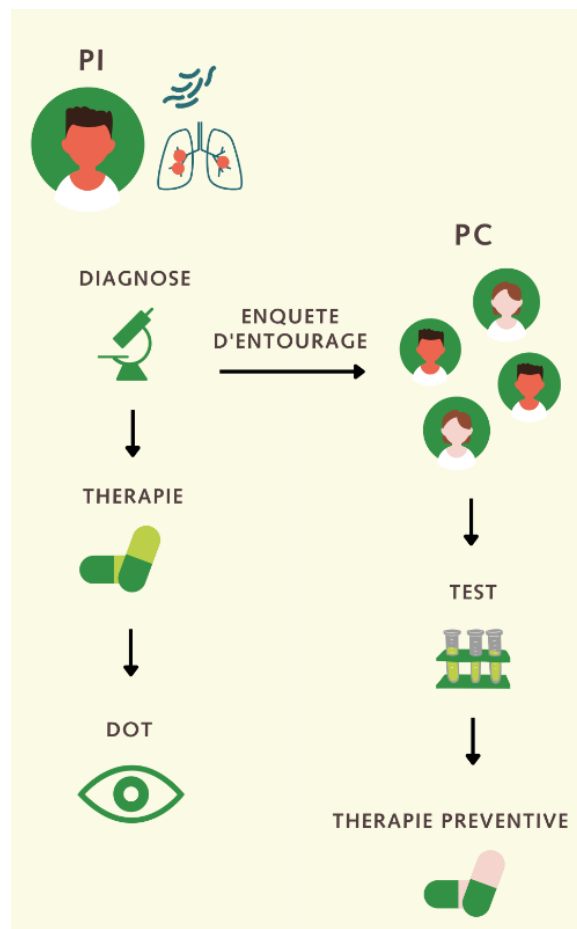 PI
DIAGNOSE
THERAPIE
DOT
ENQUETE
D'ENTOURAGE
PC
TEST
THERAPIE PREVENTIVE